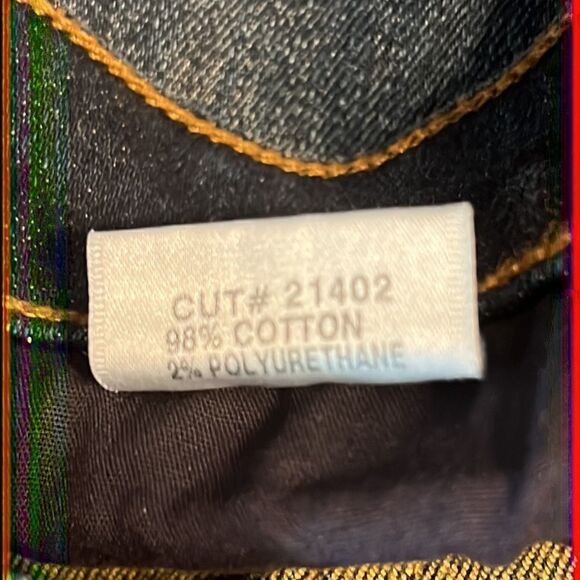 CUT# 21402
98% COTTON
2% POLYURETHANE